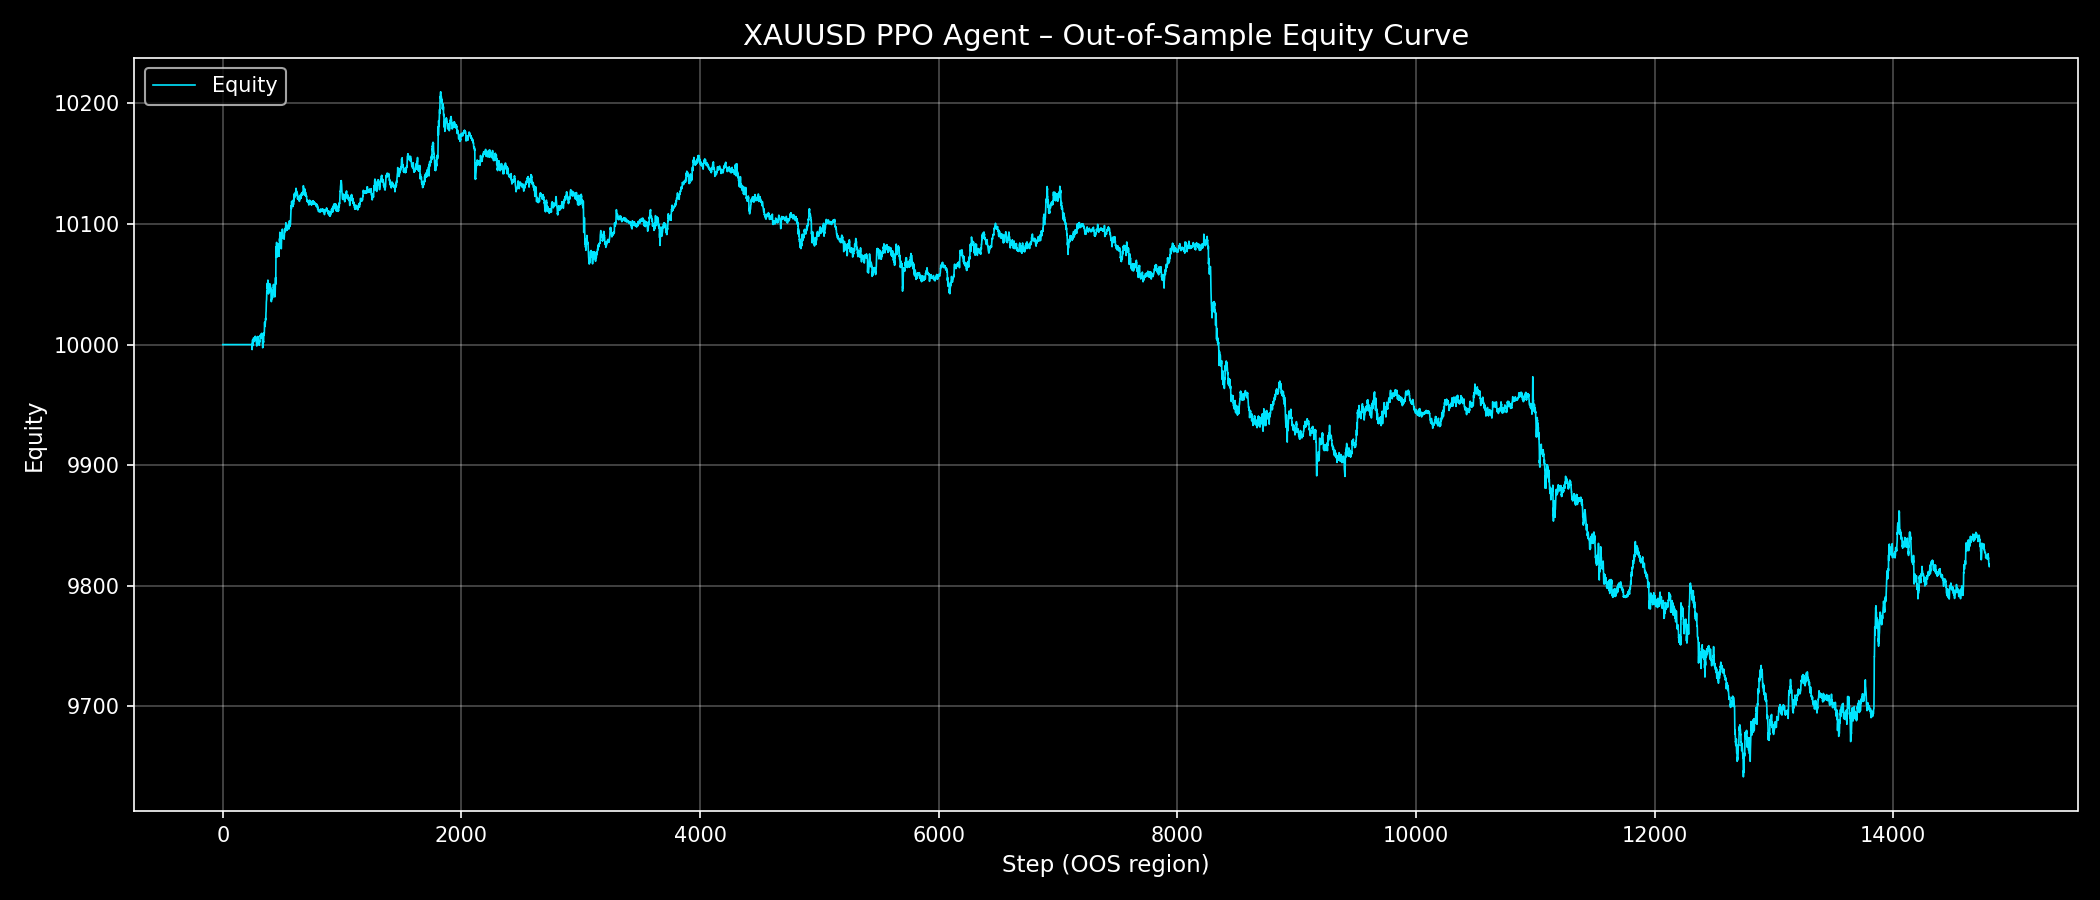 XAUUSD PPO Agent – Out-of-Sample Equity Curve
Equity
10200
10100
10000
9900
9800
9700
Equity
0 2000 4000 6000 8000 10000 12000 14000
Step (OOS region)